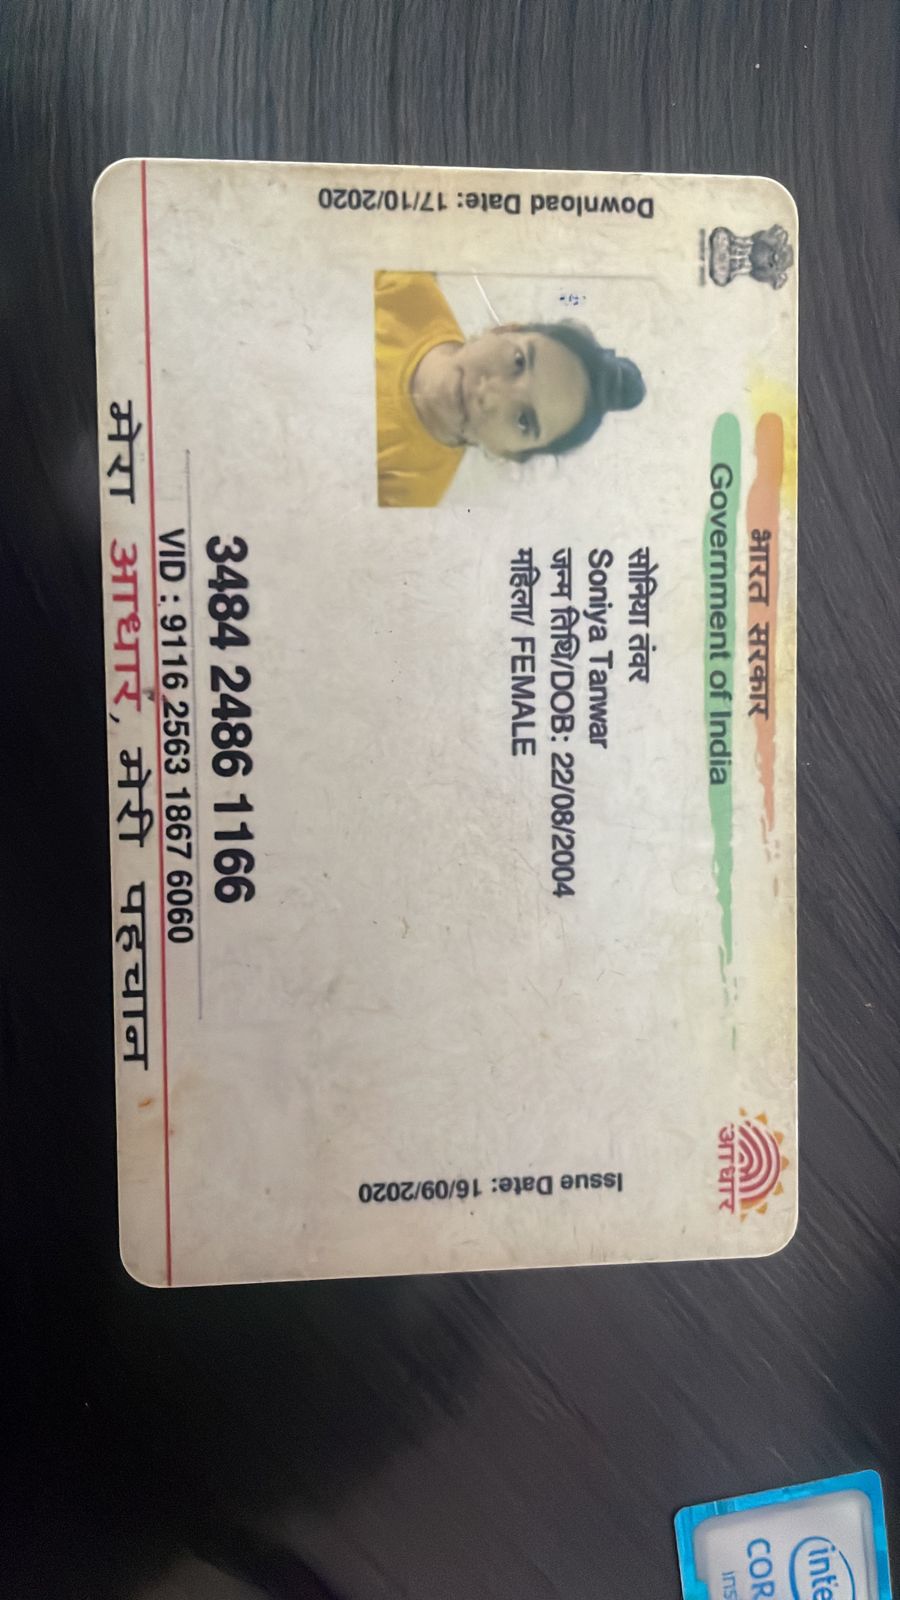 भारत सरकार
Government of India
Download Date: 17/10/2020
सोनिया तंवर
Soniya Tanwar
जन्म तिथि/DOB: 22/08/2004
महिला/ FEMALE
Issue Date: 16/09/2020
आधार
3484 2486 1166
VID : 9116 2563 1867 6060
मेरा आधार, मेरी पहचान